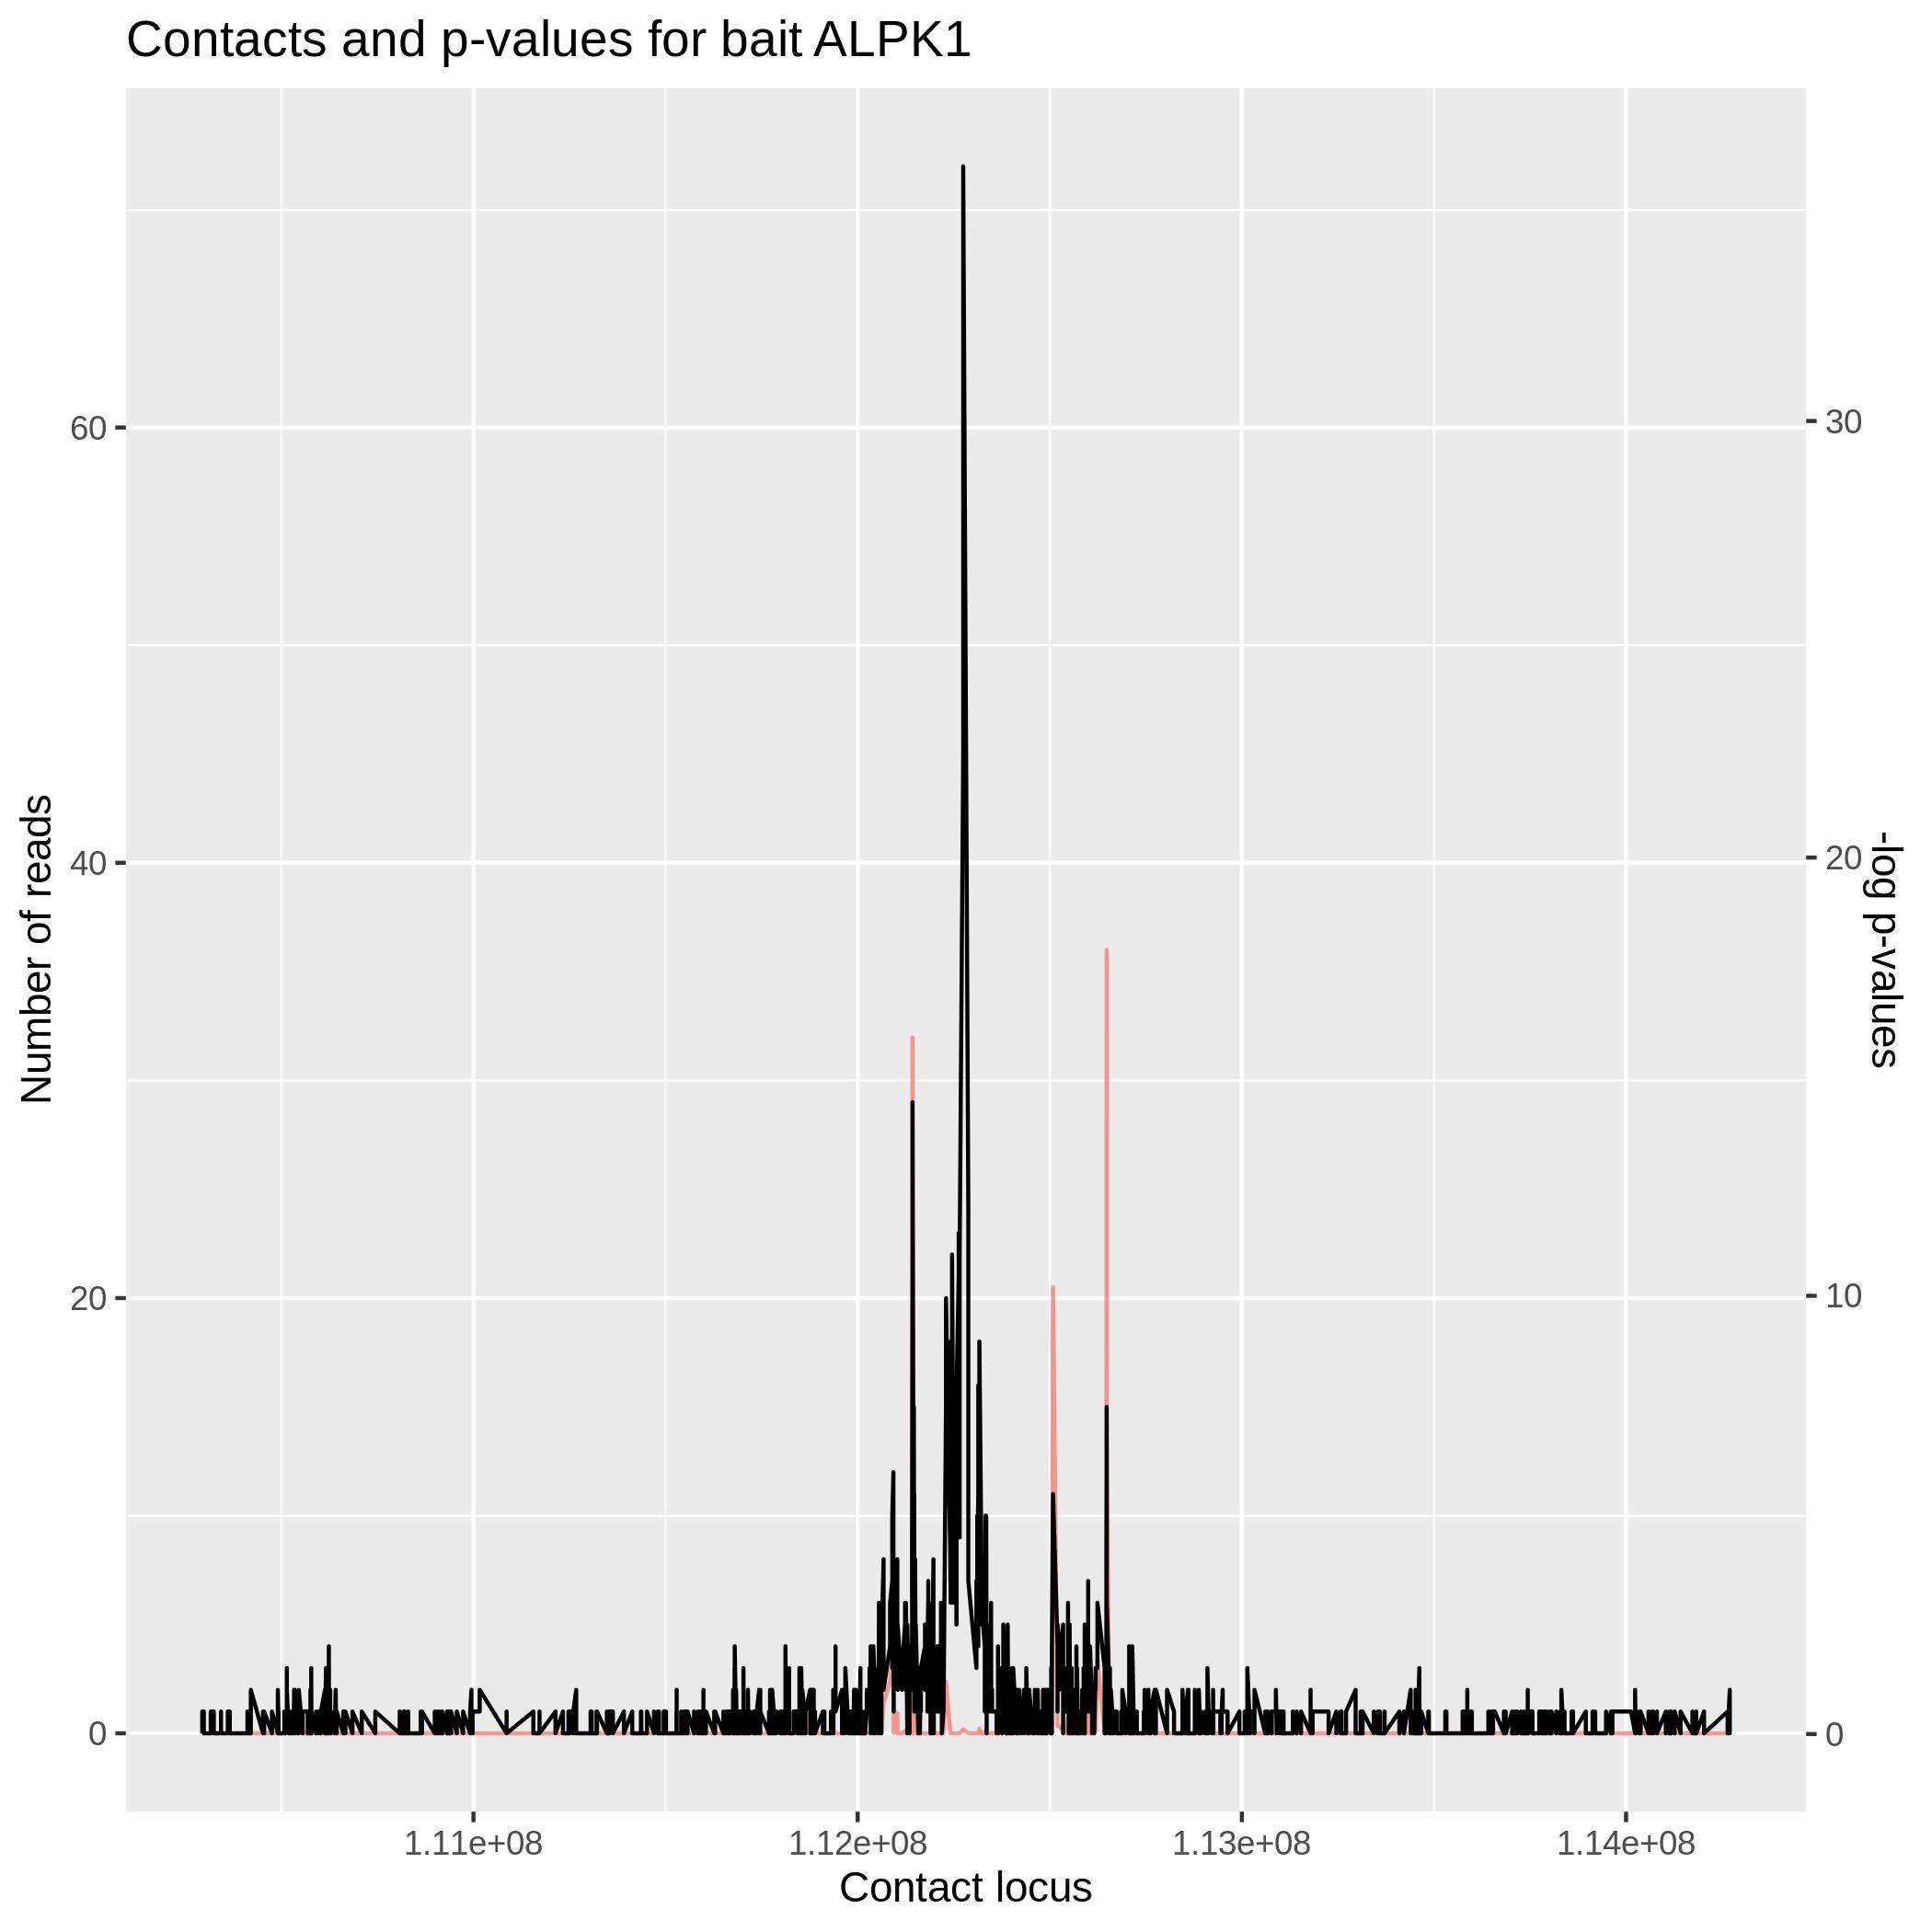 Contacts and p-values for bait ALPK1
Number of reads
60
40
20
0
30
20
10
0
-log p-values
1.11e+08
1.12e+08
1.13e+08
1.14e+08
Contact locus